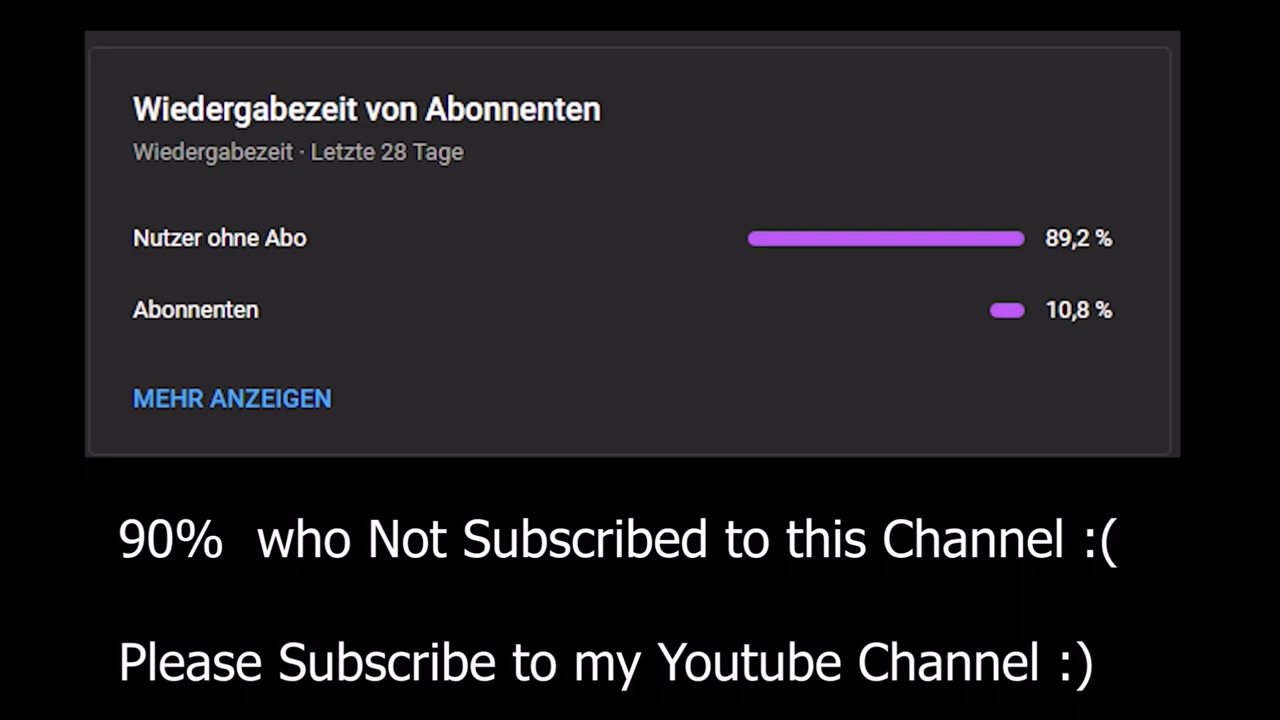 Wiedergabezeit von Abonnenten
Wiedergabezeit · Letzte 28 Tage
Nutzer ohne Abo 89,2 %
Abonnenten 10,8 %
MEHR ANZEIGEN
90%  who Not Subscribed to this Channel :(
Please Subscribe to my Youtube Channel :)